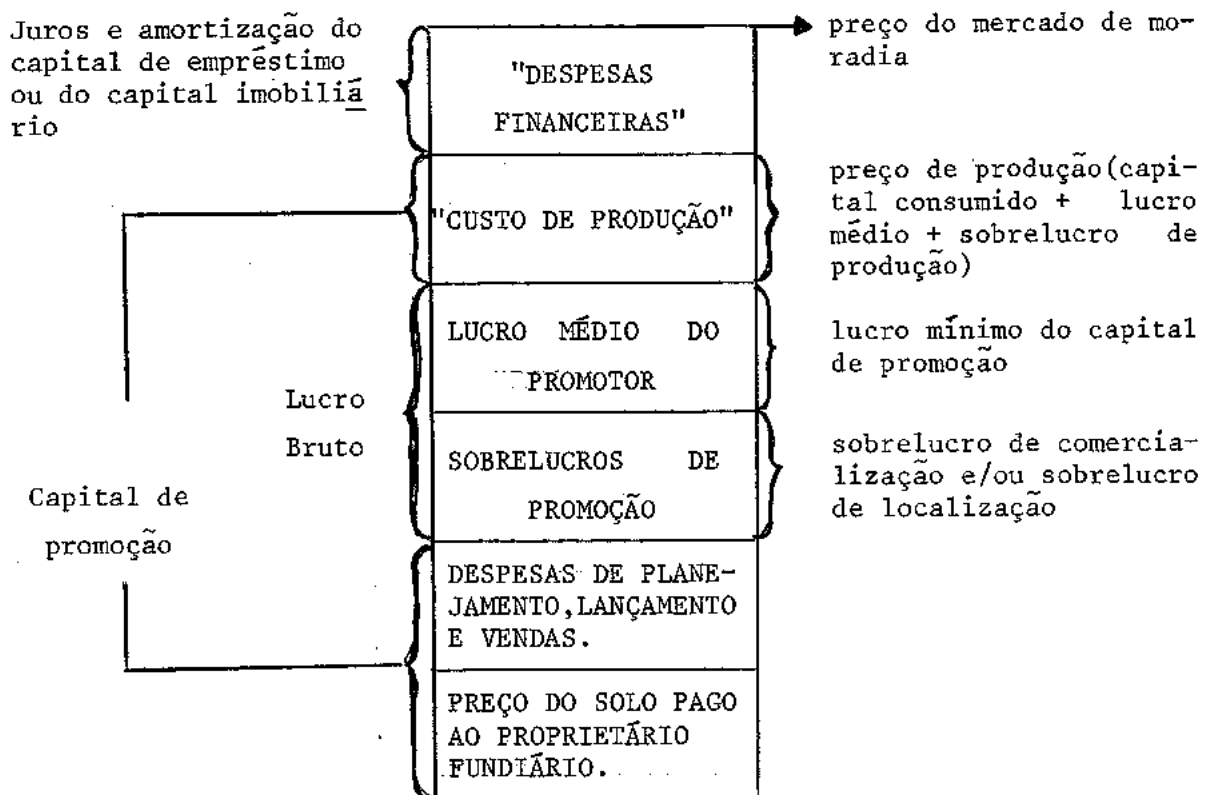 Juros e amortização do
capital de empréstimo
ou do capital imobiliá
rio
"DESPESAS
FINANCEIRAS"
preço do mercado de mo-
radia
"CUSTO DE PRODUÇÃO"
preço de produção(capi-
tal consumido + lucro
médio + sobrelucro de
produção)
LUCRO MÉDIO DO
PROMOTOR
lucro mínimo do capital
de promoção
Lucro
Bruto
SOBRELUCROS DE
PROMOÇÃO
sobrelucro de comercia-
lização e/ou sobrelucro
de localização
Capital de
promoção
DESPESAS DE PLANE-
JAMENTO,LANÇAMENTO
E VENDAS.
PREÇO DO SOLO PAGO
AO PROPRIETÁRIO
FUNDIÁRIO.